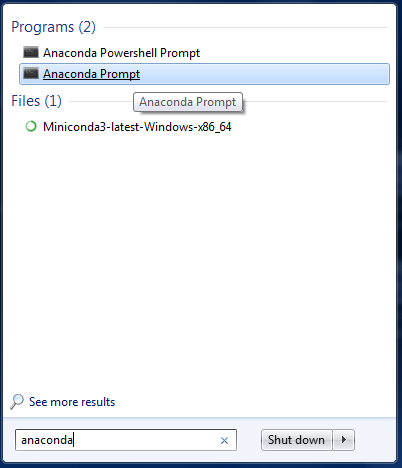 Programs (2)
Anaconda Powershell Prompt
Anaconda Prompt
Anaconda Prompt
Files (1)
Miniconda3-latest-Windows-x86_64
See more results
anaconda
Shut down